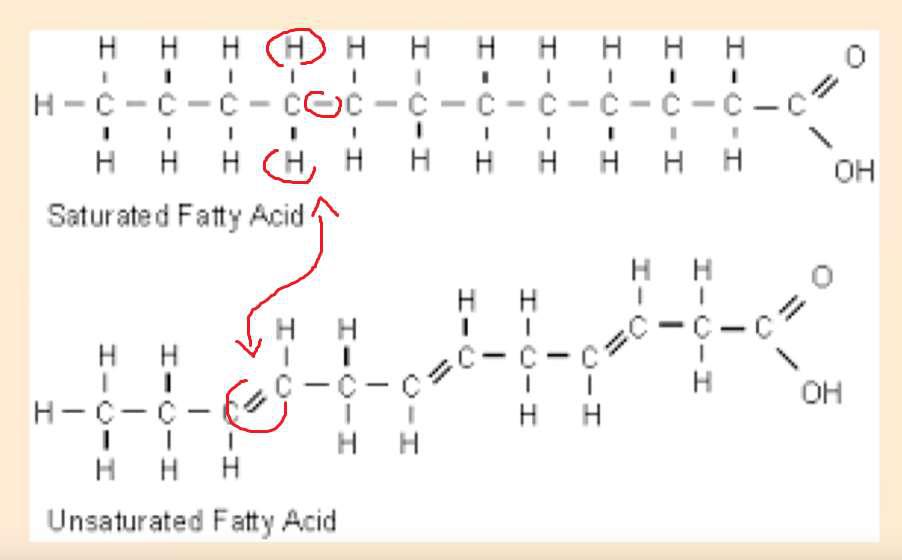 H H H H H H H H H H H O
H – C – C – C – C – C – C – C – C – C – C – C – C
H H H H H H H H H H H OH
Saturated Fatty Acid
H H O
H H C – C – C
H H C – C – C H OH
H H C – C – C H H
H – C – C – C H H
H H H
Unsaturated Fatty Acid